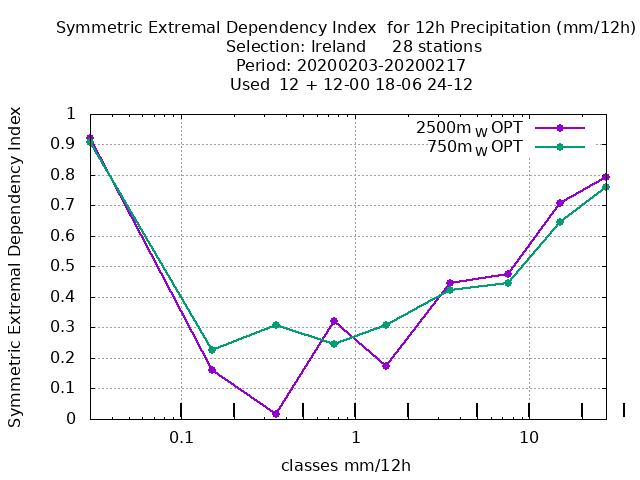 Symmetric Extremal Dependency Index  for 12h Precipitation (mm/12h)
Selection: Ireland     28 stations
Period: 20200203-20200217
Used  12 + 12-00 18-06 24-12
Symmetric Extremal Dependency Index
1
0.9
0.8
0.7
0.6
0.5
0.4
0.3
0.2
0.1
0
2500m W OPT
750m W OPT
0.1 1 10
classes mm/12h